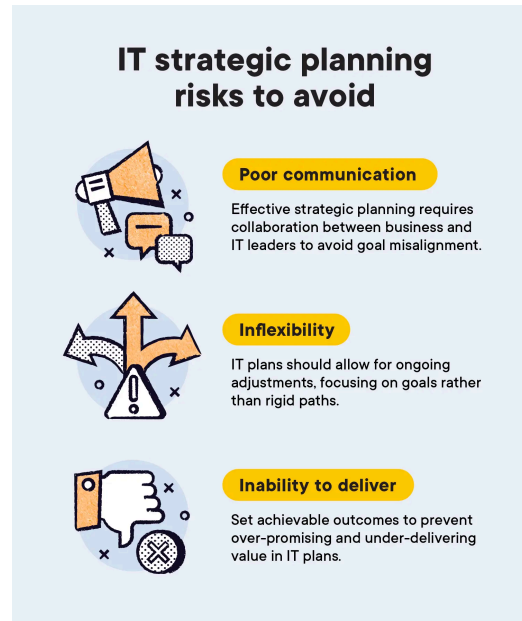 IT strategic planning
risks to avoid
Poor communication
Effective strategic planning requires
collaboration between business and
IT leaders to avoid goal misalignment.
Inflexibility
IT plans should allow for ongoing
adjustments, focusing on goals rather
than rigid paths.
Inability to deliver
Set achievable outcomes to prevent
over-promising and under-delivering
value in IT plans.